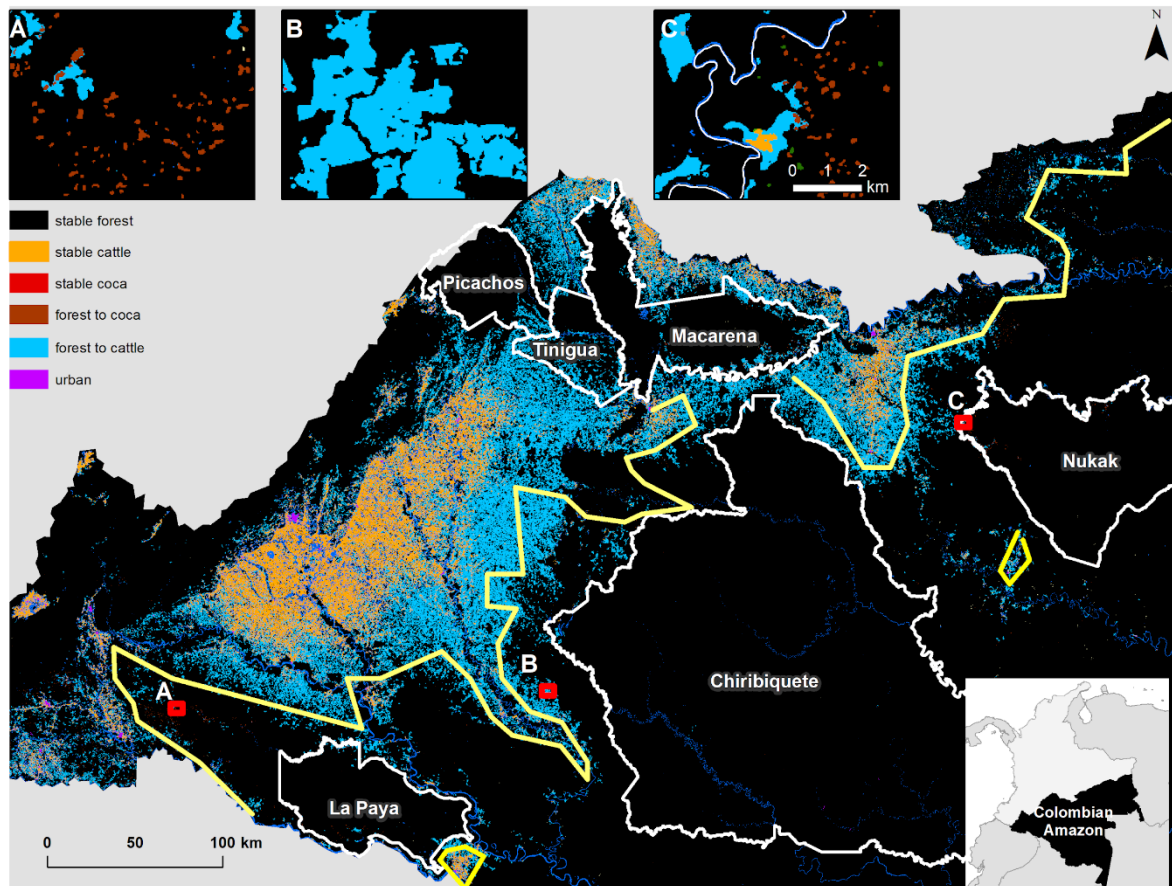 A
B
C
N
0 1 2
km
stable forest
stable cattle
stable coca
forest to coca
forest to cattle
urban
Picachos
Tinigua
Macarena
C
Nukak
B
A
Chiribiquete
La Paya
0 50 100 km
Colombian
Amazon